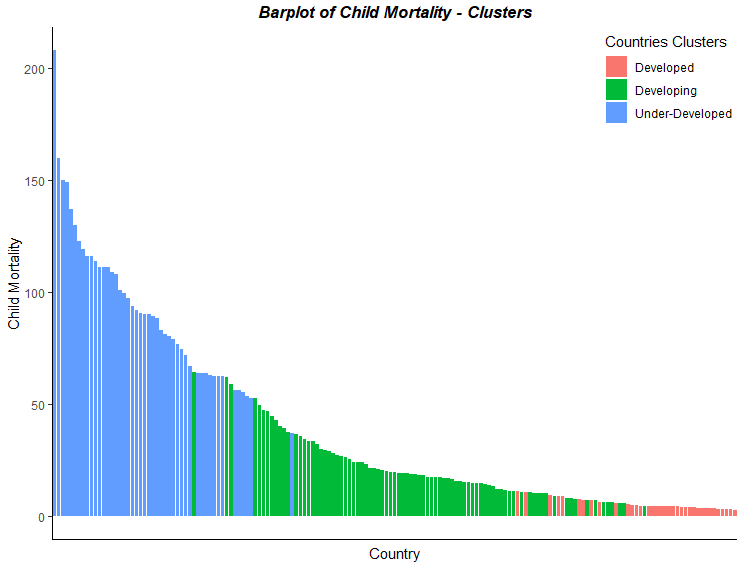 Barplot of Child Mortality - Clusters
Countries Clusters
Developed
Developing
Under-Developed
200
150
100
50
0
Child Mortality
Country